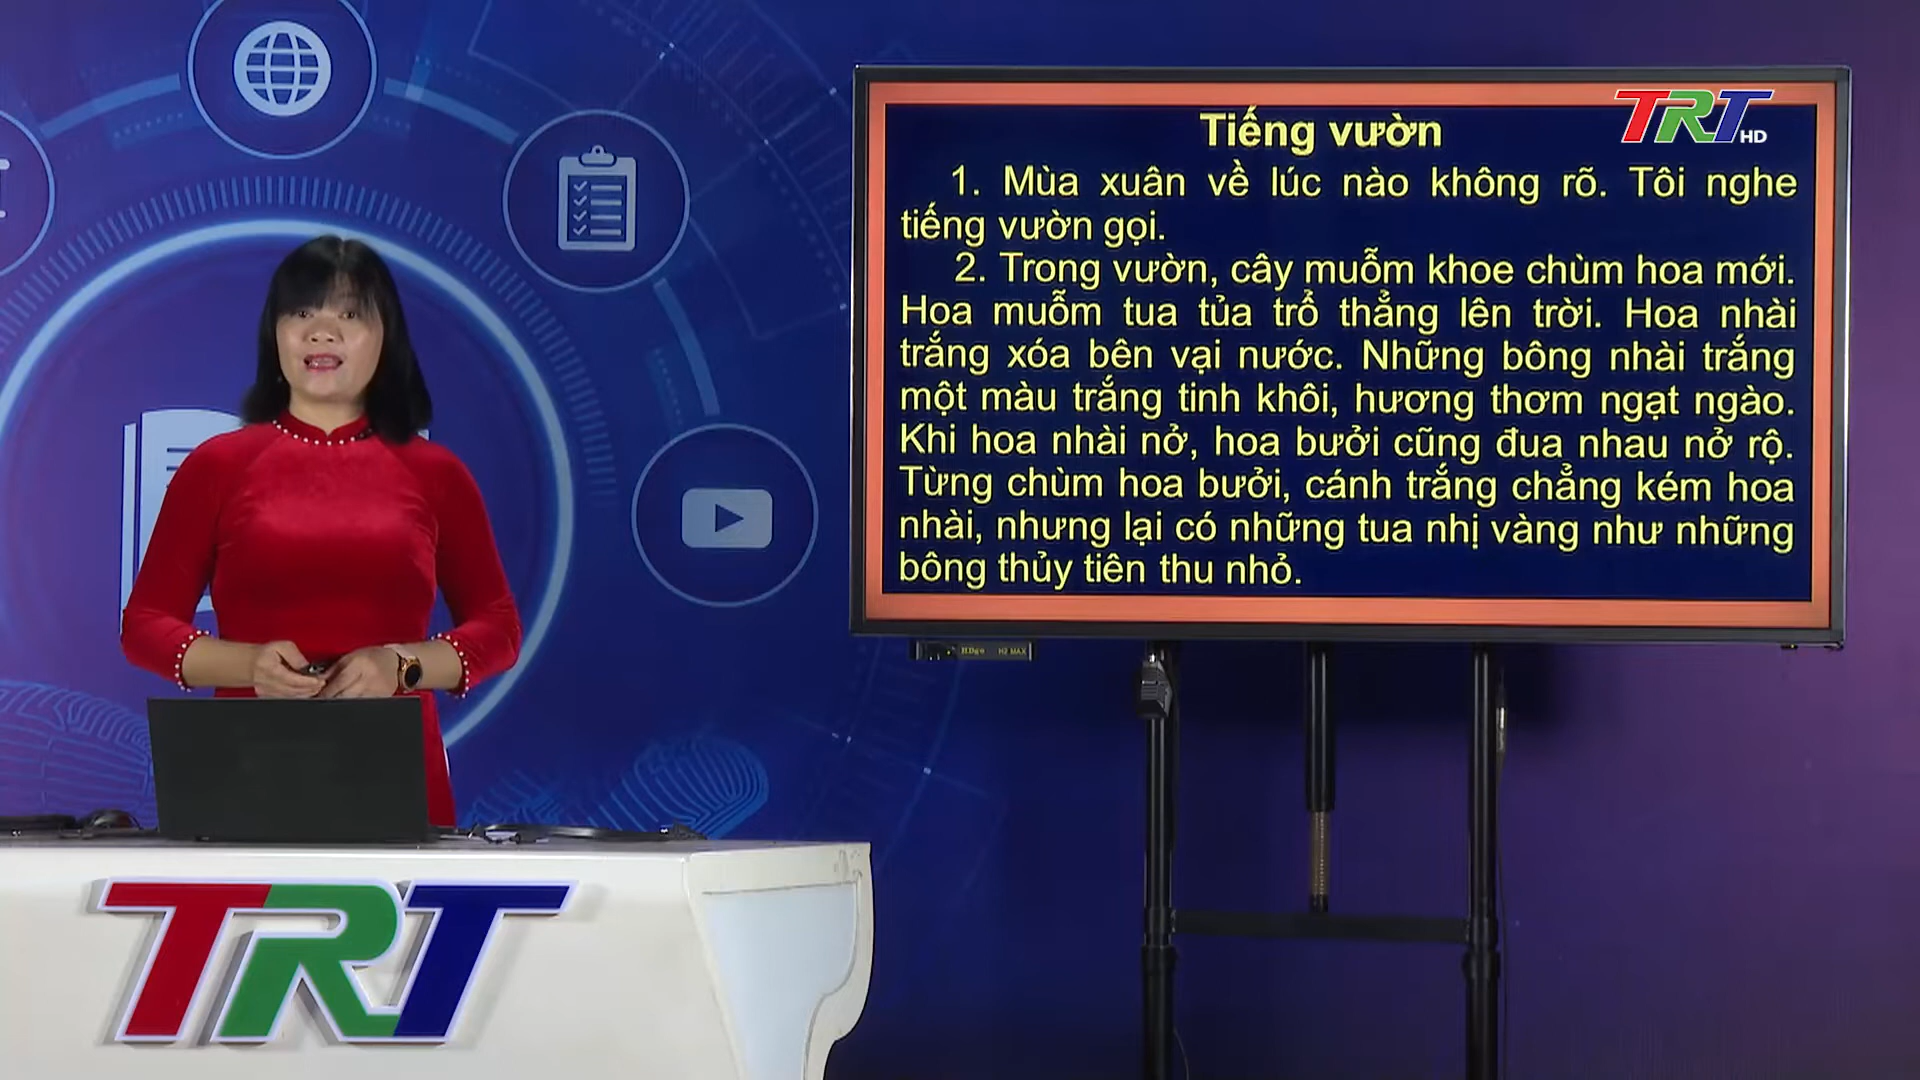 TRT HD
Tiếng vườn
1. Mùa xuân về lúc nào không rõ. Tôi nghe
tiếng vườn gọi.
2. Trong vườn, cây muỗm khoe chùm hoa mới.
Hoa muỗm tua tủa trổ thẳng lên trời. Hoa nhài
trắng xóa bên vại nước. Những bông nhài trắng
một màu trắng tinh khôi, hương thơm ngạt ngào.
Khi hoa nhài nở, hoa bưởi cũng đua nhau nở rộ.
Từng chùm hoa bưởi, cánh trắng chẳng kém hoa
nhài, nhưng lại có những tua nhị vàng như những
bông thủy tiên thu nhỏ.
H2 MAX
TRT